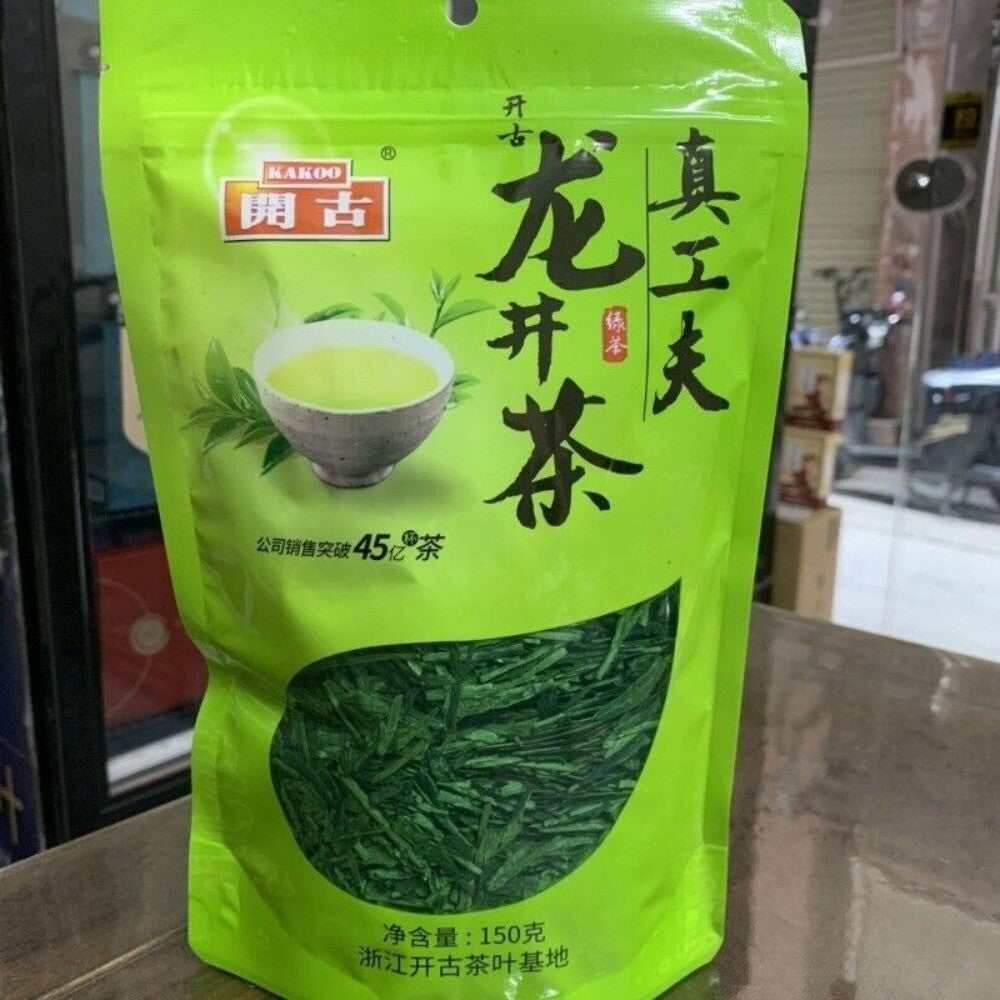 KAKOO
®
開古
开古
龙井茶
绿茶
真工夫
公司销售突破45亿杯茶
净含量:150克
浙江开古茶叶基地